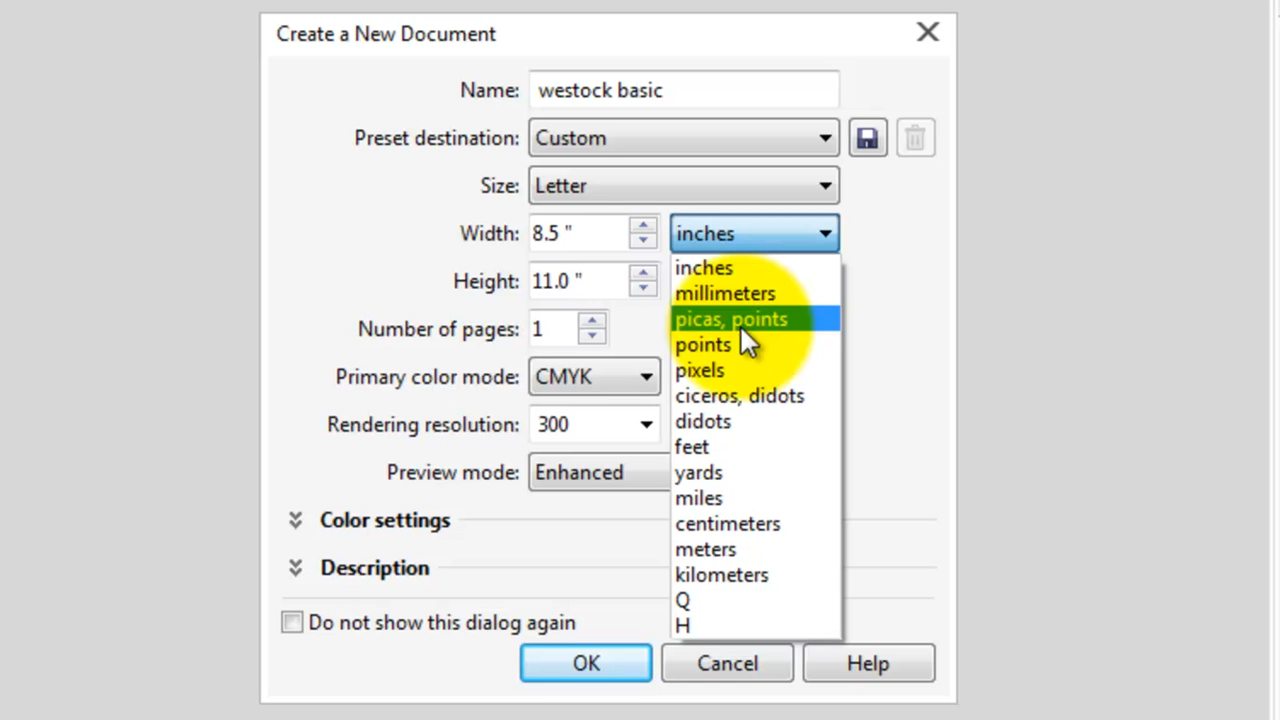 Create a New Document
Name: westock basic
Preset destination: Custom
Size: Letter
Width: 8.5 " inches
Height: 11.0 "
Number of pages: 1
Primary color mode: CMYK
Rendering resolution: 300
Preview mode: Enhanced
inches
millimeters
picas, points
points
pixels
ciceros, didots
didots
feet
yards
miles
centimeters
meters
kilometers
Q
H
Color settings
Description
Do not show this dialog again
OK Cancel Help